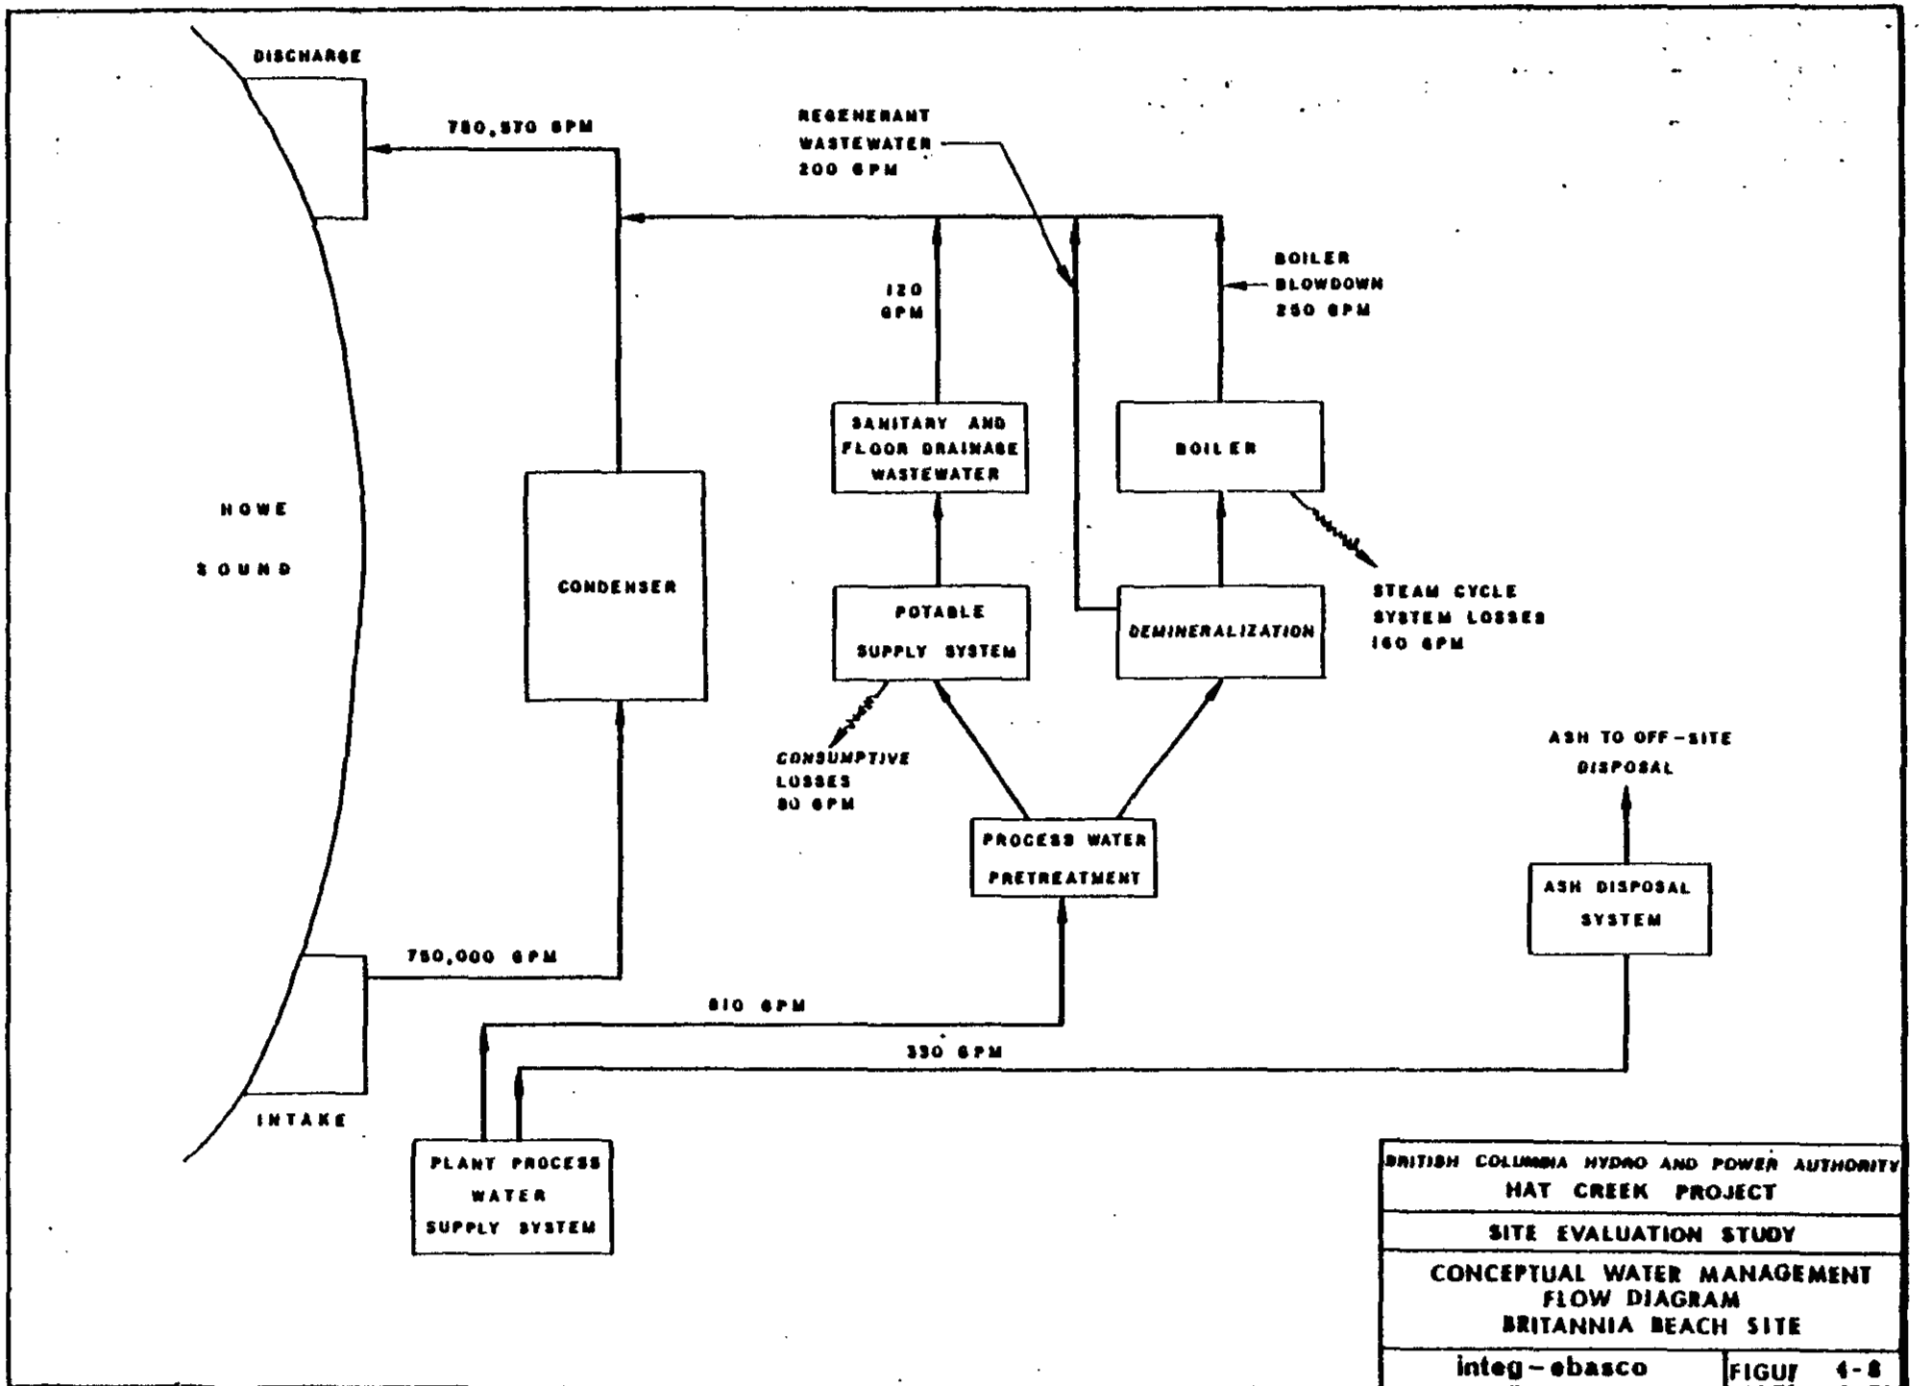 DISCHARGE
750,570 GPM
REGENERANT
WASTEWATER
200 GPM
BOILER
BLOWDOWN
250 GPM
120
GPM
SANITARY AND
FLOOR DRAINAGE
WASTEWATER
BOILER
HOWE
SOUND
CONDENSER
POTABLE
SUPPLY SYSTEM
DEMINERALIZATION
STEAM CYCLE
SYSTEM LOSSES
160 GPM
CONSUMPTIVE
LOSSES
80 GPM
ASH TO OFF-SITE
DISPOSAL
PROCESS WATER
PRETREATMENT
ASH DISPOSAL
SYSTEM
750,000 GPM
810 GPM
330 GPM
INTAKE
PLANT PROCESS
WATER
SUPPLY SYSTEM
BRITISH COLUMBIA HYDRO AND POWER AUTHORITY
HAT CREEK PROJECT
SITE EVALUATION STUDY
CONCEPTUAL WATER MANAGEMENT
FLOW DIAGRAM
BRITANNIA BEACH SITE
integ-ebasco
4-8